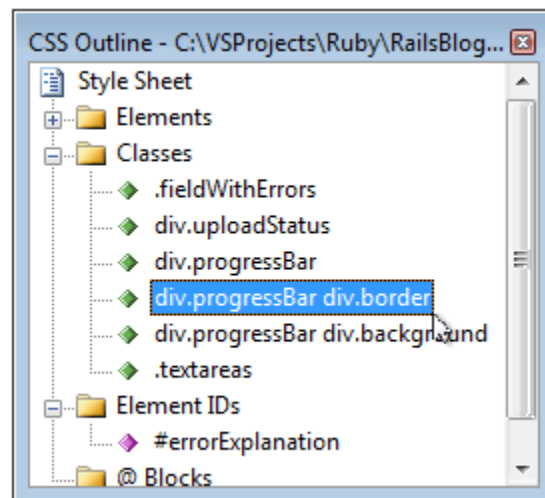 CSS Outline - C:\VSProjects\Ruby\RailsBlog...
Style Sheet
Elements
Classes
.fieldWithErrors
div.uploadStatus
div.progressBar
div.progressBar div.border
div.progressBar div.background
.textareas
Element IDs
#errorExplanation
@ Blocks